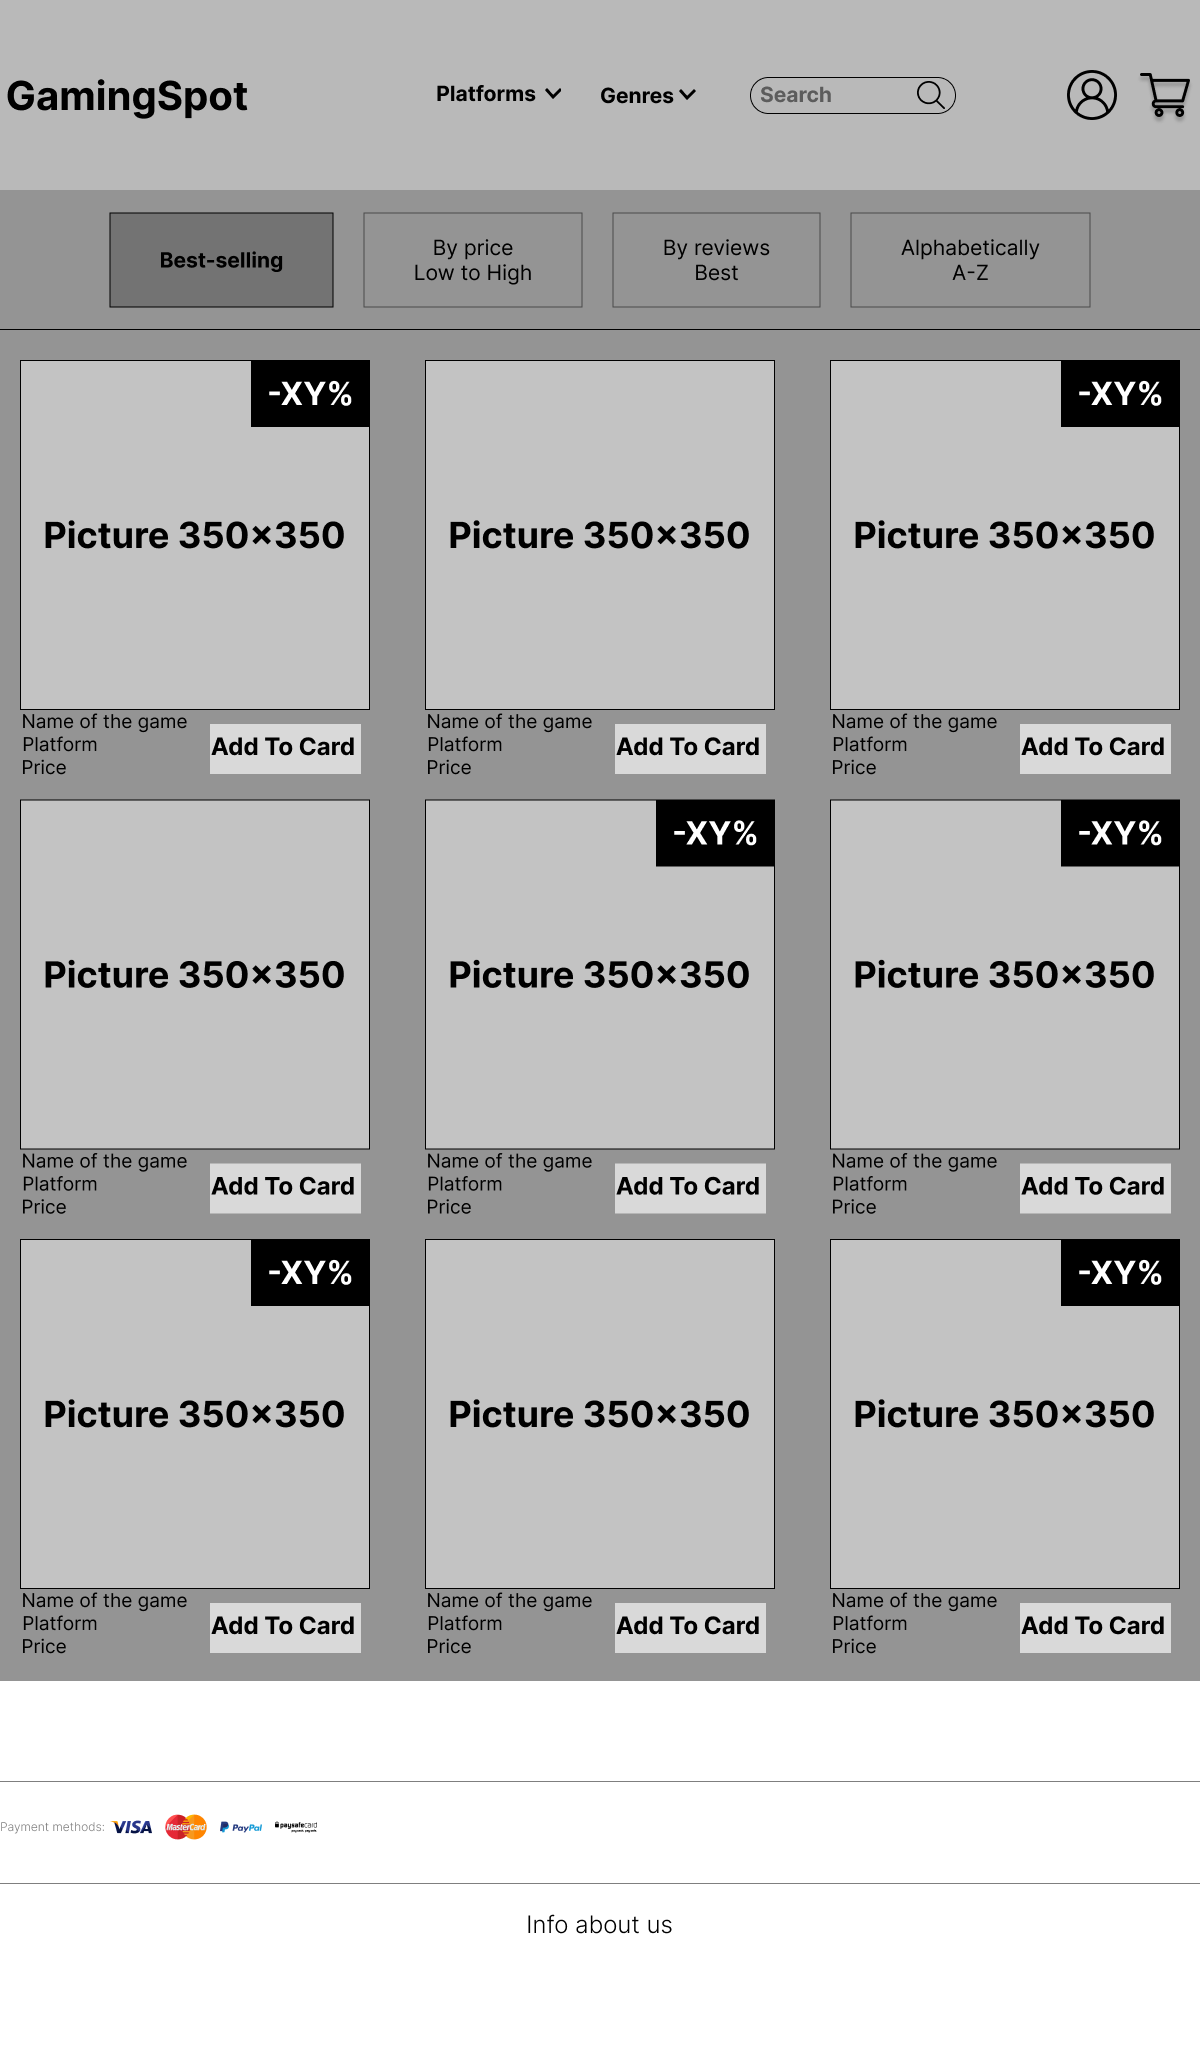 GamingSpot
Platforms
Genres
Search
Best-selling
By price
Low to High
By reviews
Best
Alphabetically
A-Z
-XY%
-XY%
Picture 350×350
Picture 350×350
Picture 350×350
Name of the game
Platform
Price
Add To Card
Name of the game
Platform
Price
Add To Card
Name of the game
Platform
Price
Add To Card
-XY%
-XY%
Picture 350×350
Picture 350×350
Picture 350×350
Name of the game
Platform
Price
Add To Card
Name of the game
Platform
Price
Add To Card
Name of the game
Platform
Price
Add To Card
-XY%
-XY%
Picture 350×350
Picture 350×350
Picture 350×350
Name of the game
Platform
Price
Add To Card
Name of the game
Platform
Price
Add To Card
Name of the game
Platform
Price
Add To Card
Payment methods: VISA MasterCard PayPal paysafecard
Info about us